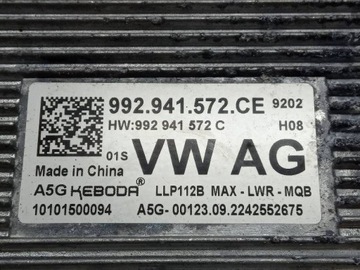 992.941.572.CE 9202
HW:992 941 572 C H08
01S VW AG
Made in China
A5G KEBODA® LLP112B MAX - LWR - MQB
10101500094 A5G- 00123.09.2242552675